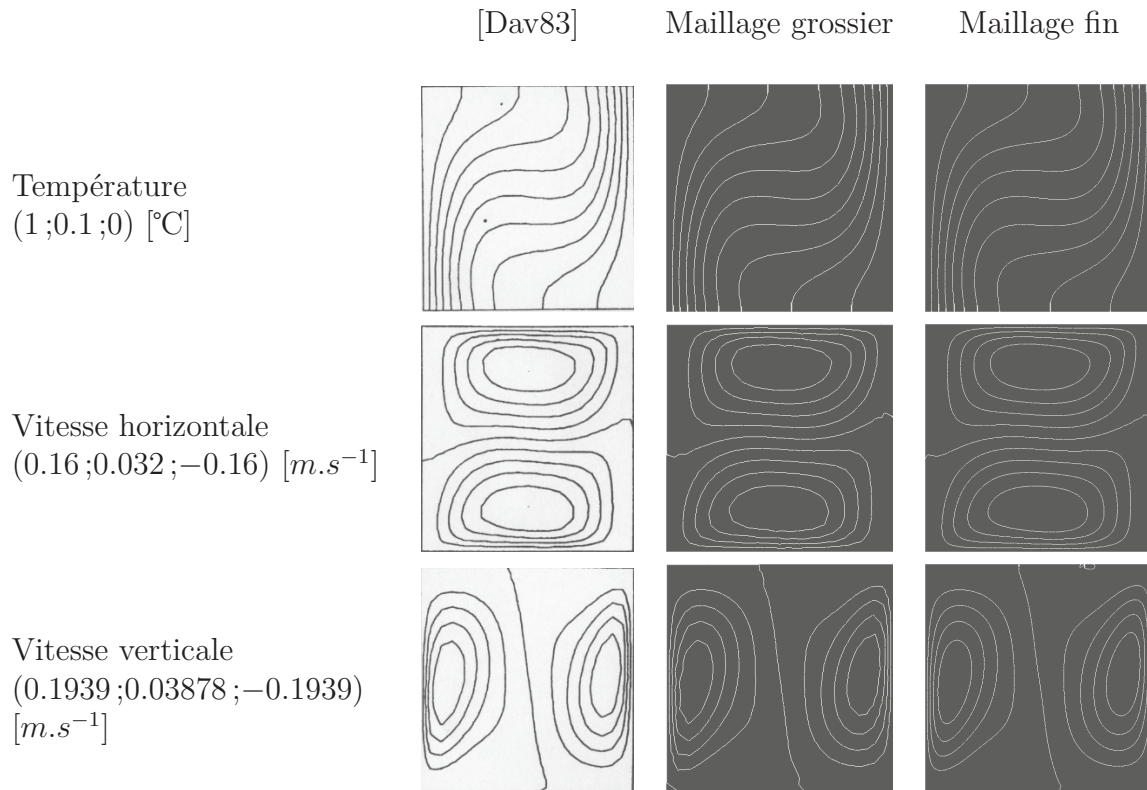 [Dav83] Maillage grossier Maillage fin
Température
(1 ;0.1 ;0) [℃]
Vitesse horizontale
(0.16 ;0.032 ;−0.16) [m.s⁻¹]
Vitesse verticale
(0.1939 ;0.03878 ;−0.1939)
[m.s⁻¹]